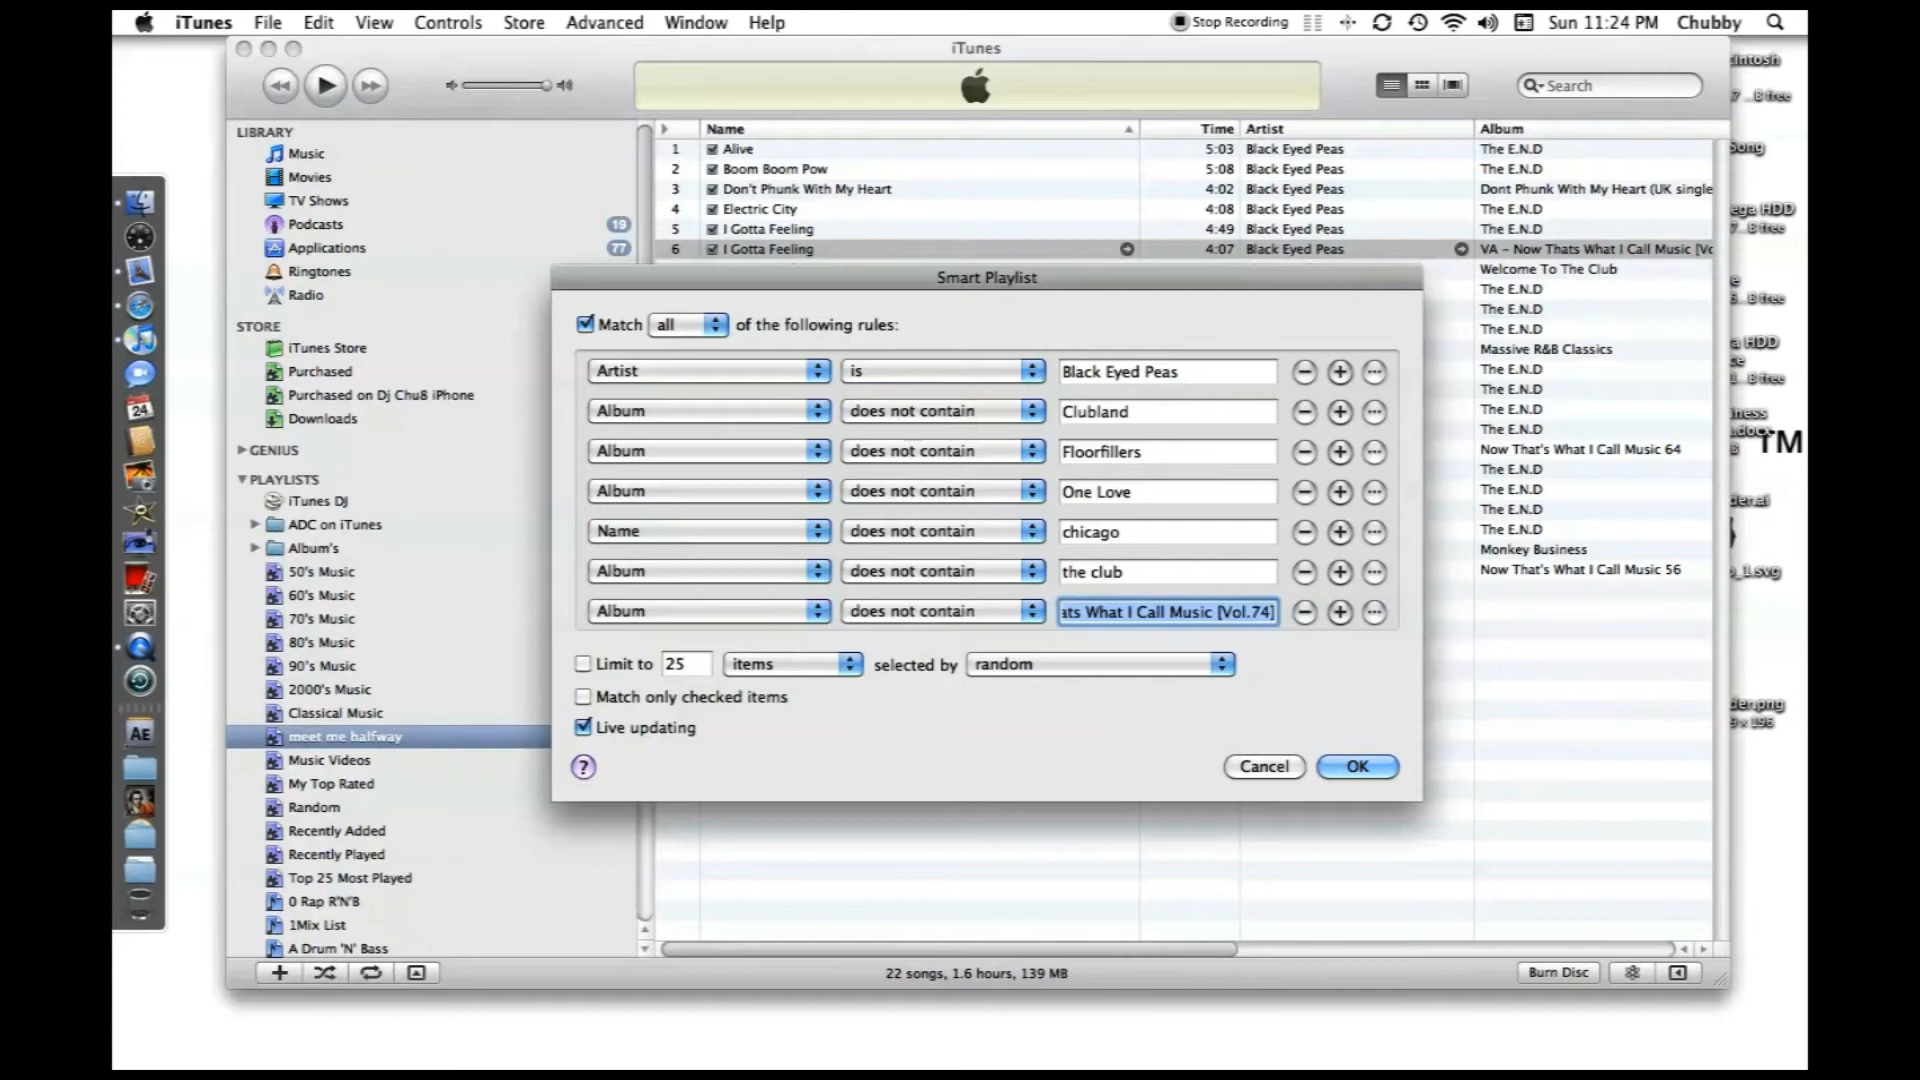 iTunes File Edit View Controls Store Advanced Window Help Stop Recording Sun 11:24 PM Chubby
iTunes
Search
LIBRARY
Music
Movies
TV Shows
Podcasts 19
Applications 77
Ringtones
Radio
STORE
iTunes Store
Purchased
Purchased on Dj Chu8 iPhone
Downloads
GENIUS
PLAYLISTS
iTunes DJ
ADC on iTunes
Album's
50's Music
60's Music
70's Music
80's Music
90's Music
2000's Music
Classical Music
meet me halfway
Music Videos
My Top Rated
Random
Recently Added
Recently Played
Top 25 Most Played
0 Rap R'N'B
1Mix List
A Drum 'N' Bass
Name Time Artist Album
1 Alive 5:03 Black Eyed Peas The E.N.D
2 Boom Boom Pow 5:08 Black Eyed Peas The E.N.D
3 Don't Phunk With My Heart 4:02 Black Eyed Peas Dont Phunk With My Heart (UK single
4 Electric City 4:08 Black Eyed Peas The E.N.D
5 I Gotta Feeling 4:49 Black Eyed Peas The E.N.D
6 I Gotta Feeling 4:07 Black Eyed Peas VA – Now Thats What I Call Music [Vo
Welcome To The Club
The E.N.D
The E.N.D
The E.N.D
Massive R&B Classics
The E.N.D
The E.N.D
The E.N.D
The E.N.D
Now That's What I Call Music 64
The E.N.D
The E.N.D
The E.N.D
The E.N.D
Monkey Business
Now That's What I Call Music 56
Smart Playlist
Match all of the following rules:
Artist is Black Eyed Peas
Album does not contain Clubland
Album does not contain Floorfillers
Album does not contain One Love
Name does not contain chicago
Album does not contain the club
Album does not contain ats What I Call Music [Vol.74]
Limit to 25 items selected by random
Match only checked items
Live updating
? Cancel OK
22 songs, 1.6 hours, 139 MB
Burn Disc
24
AE
TM